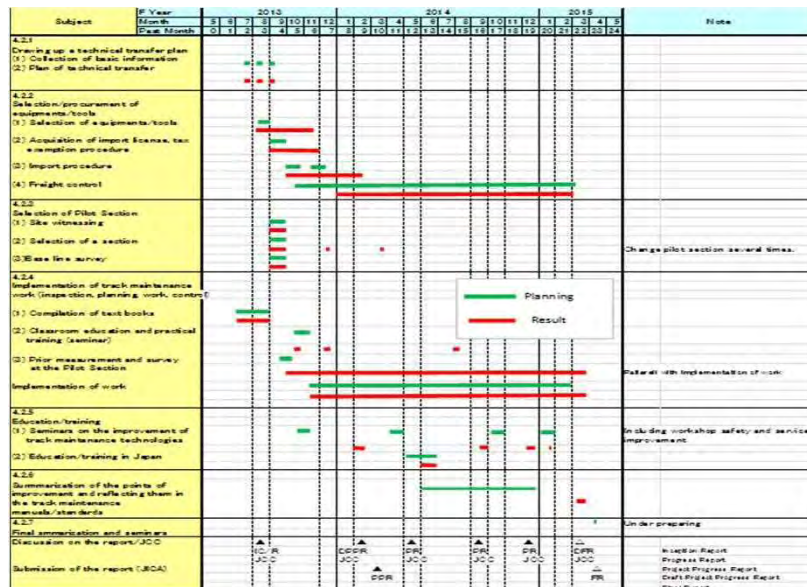 Subject F Year 2013 2014 2015 Note
Month 5 6 7 8 9 10 11 12 1 2 3 4 5 6 7 8 9 10 11 12 1 2 3 4 5
Past Month 0 1 2 3 4 5 6 7 8 9 10 11 12 13 14 15 16 17 18 19 20 21 22 23 24
4.2.1
Drawing up a technical transfer plan
(1) Collection of basic information
(2) Plan of technical transfer
4.2.2
Selection/procurement of
equipments/tools
(1) Selection of equipments/tools
(2) Acquisition of import license, tax
exemption procedure
(3) Import procedure
(4) Freight control
4.2.3
Selection of Pilot Section
(1) Site witnessing
(2) Selection of a section
Change pilot section several times.
(3)Base line survey
4.2.4
Implementation of track maintenance
work (inspection, planning, work, control)
Planning
(1) Compilation of text books
Result
(2) Classroom education and practical
training (seminar)
(3) Prior measurement and survey
at the Pilot Section
Implementation of work
4.2.5
Education/training
(1) Seminars on the improvement of
track maintenance technologies
Including workshop safety and service
improvement
(2) Education/training in Japan
4.2.6
Summarization of the points of
improvement and reflecting them in
the track maintenance
manuals/standards
4.2.7
Final summarization and seminars
Under preparing
Discussion on the report/JCC
IC/R PR PR PR
JCC JCC JCC JCC JCC JCC
Inception Report
Progress Report
Submission of the report (JICA)
PPR FR
Project Progress Report
Draft Project Progress Report